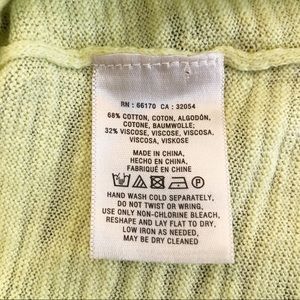 RN : 66170 CA : 32054
68% COTTON, COTON, ALGODÓN,
COTONE, BAUMWOLLE;
32% VISCOSE, VISCOSE, VISCOSA,
VISCOSA, VISKOSE
MADE IN CHINA,
HECHO EN CHINA,
FABRIQUÉ EN CHINE
HAND WASH COLD SEPARATELY,
DO NOT TWIST OR WRING,
USE ONLY NON-CHLORINE BLEACH,
RESHAPE AND LAY FLAT TO DRY,
LOW IRON AS NEEDED,
MAY BE DRY CLEANED